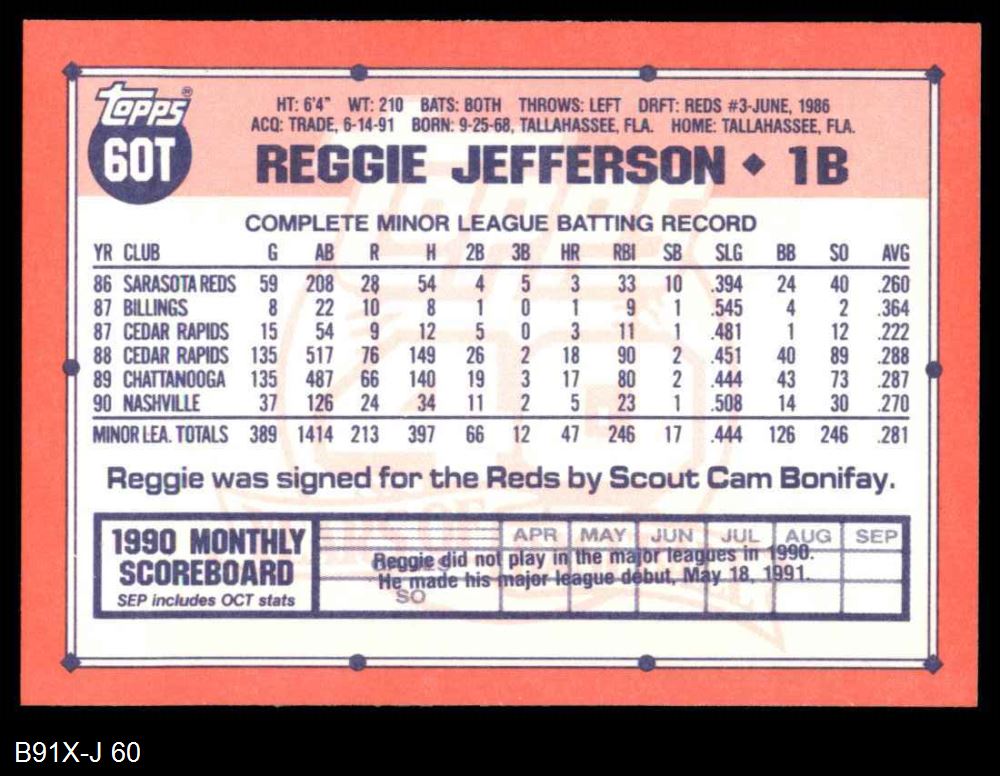 TOPPS®
60T
HT: 6'4" WT: 210 BATS: BOTH THROWS: LEFT DRFT: REDS #3-JUNE, 1986
ACQ: TRADE, 6-14-91 BORN: 9-25-68, TALLAHASSEE, FLA. HOME: TALLAHASSEE, FLA.
REGGIE JEFFERSON ◆ 1B
COMPLETE MINOR LEAGUE BATTING RECORD
YR CLUB G AB R H 2B 3B HR RBI SB SLG BB SO AVG
86 SARASOTA REDS 59 208 28 54 4 5 3 33 10 .394 24 40 .260
87 BILLINGS 8 22 10 8 1 0 1 9 1 .545 4 2 .364
87 CEDAR RAPIDS 15 54 9 12 5 0 3 11 1 .481 1 12 .222
88 CEDAR RAPIDS 135 517 76 149 26 2 18 90 2 .451 40 89 .288
89 CHATTANOOGA 135 487 66 140 19 3 17 80 2 .444 43 73 .287
90 NASHVILLE 37 126 24 34 11 2 5 23 1 .508 14 30 .270
MINOR LEA. TOTALS 389 1414 213 397 66 12 47 246 17 .444 126 246 .281
Reggie was signed for the Reds by Scout Cam Bonifay.
1990 MONTHLY
SCOREBOARD
SEP includes OCT stats
APR MAY JUN JUL AUG SEP
Reggie did not play in the major leagues in 1990.
He made his major league debut, May 18, 1991.
SO
B91X-J 60